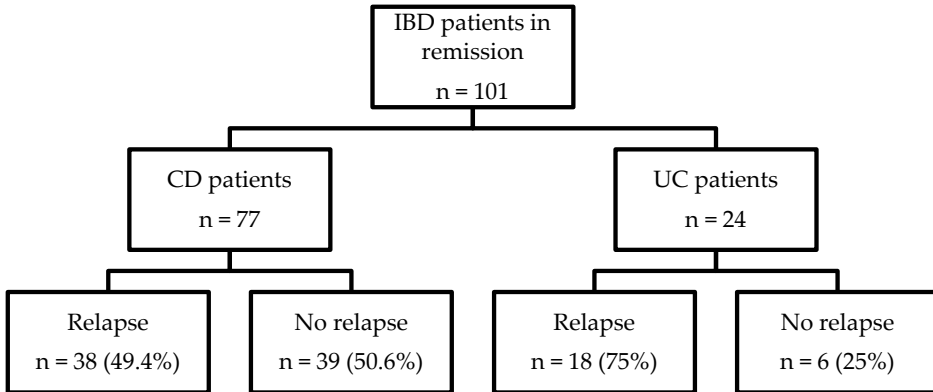 IBD patients in
remission
n = 101
CD patients
n = 77
UC patients
n = 24
Relapse
n = 38 (49.4%)
No relapse
n = 39 (50.6%)
Relapse
n = 18 (75%)
No relapse
n = 6 (25%)